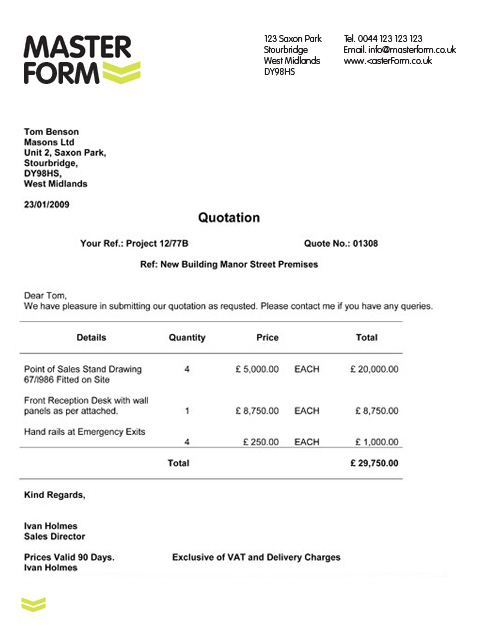 MASTER
FORM
123 Saxon Park
Stourbridge
West Midlands
DY98HS
Tel. 0044 123 123 123
Email. info@masterform.co.uk
www.<asterForm.co.uk
Tom Benson
Masons Ltd
Unit 2, Saxon Park,
Stourbridge,
DY98HS,
West Midlands
23/01/2009
Quotation
Your Ref.: Project 12/77B Quote No.: 01308
Ref: New Building Manor Street Premises
Dear Tom,
We have pleasure in submitting our quotation as requsted. Please contact me if you have any queries.
Details Quantity Price Total
Point of Sales Stand Drawing 4 £ 5,000.00 EACH £ 20,000.00
67/I986 Fitted on Site
Front Reception Desk with wall
panels as per attached. 1 £ 8,750.00 EACH £ 8,750.00
Hand rails at Emergency Exits
4 £ 250.00 EACH £ 1,000.00
Total £ 29,750.00
Kind Regards,
Ivan Holmes
Sales Director
Prices Valid 90 Days. Exclusive of VAT and Delivery Charges
Ivan Holmes